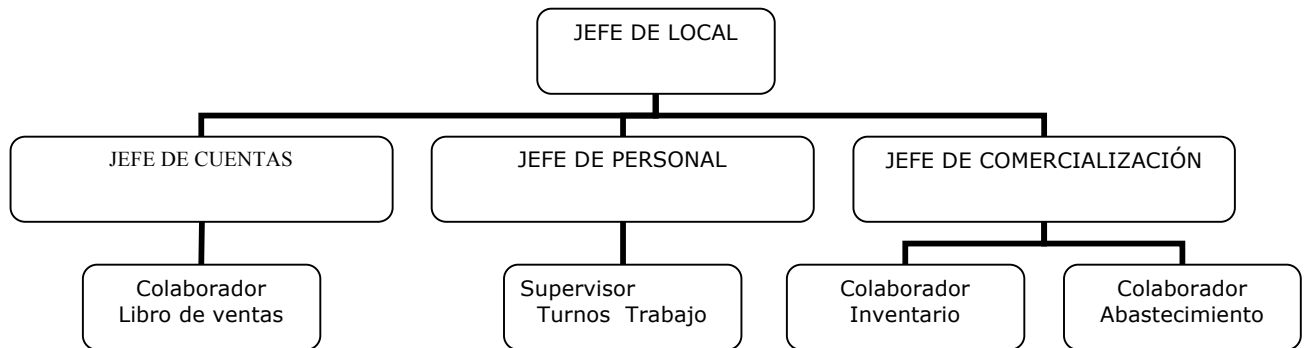 JEFE DE LOCAL
JEFE DE CUENTAS
JEFE DE PERSONAL
JEFE DE COMERCIALIZACIÓN
Colaborador
Libro de ventas
Supervisor
Turnos Trabajo
Colaborador
Inventario
Colaborador
Abastecimiento